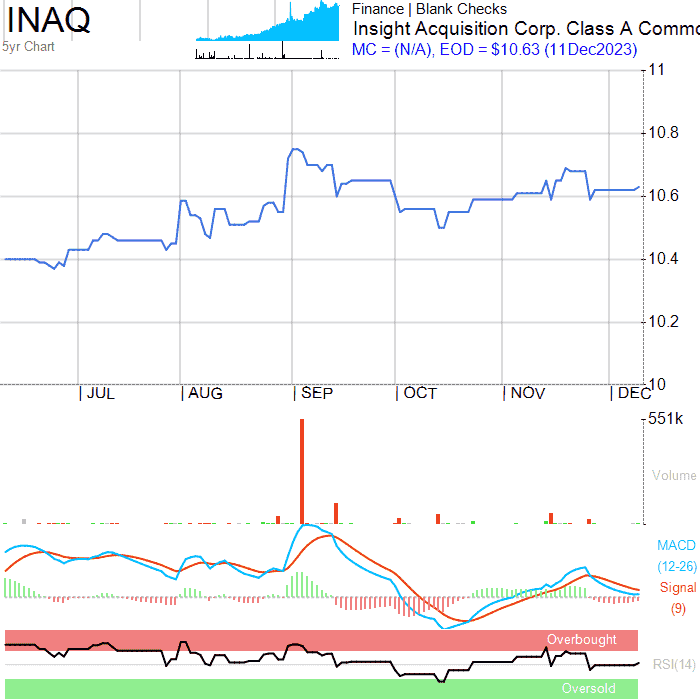 INAQ
5yr Chart
Finance | Blank Checks
Insight Acquisition Corp. Class A Commo
MC = (N/A), EOD = $10.63 (11Dec2023)
11
10.8
10.6
10.4
10.2
10
| JUL | AUG | SEP | OCT | NOV | DEC
551k
Volume
MACD
(12-26)
Signal
(9)
Overbought
RSI(14)
Oversold